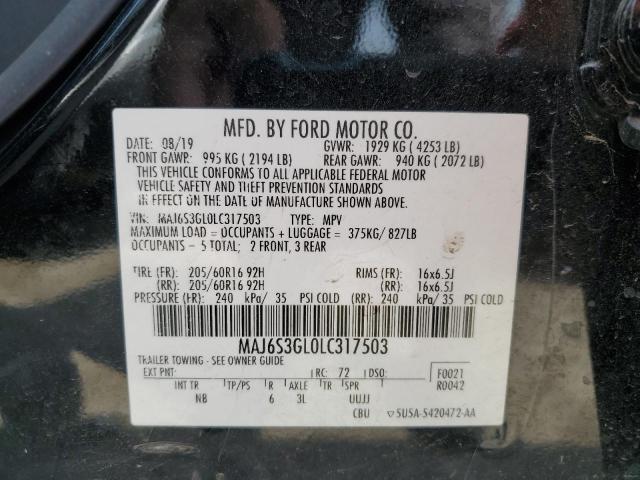 MFD. BY FORD MOTOR CO.
DATE: 08/19 GVWR: 1929 KG ( 4253 LB)
FRONT GAWR: 995 KG ( 2194 LB) REAR GAWR: 940 KG ( 2072 LB)
THIS VEHICLE CONFORMS TO ALL APPLICABLE FEDERAL MOTOR
VEHICLE SAFETY AND THEFT PREVENTION STANDARDS
IN EFFECT ON THE DATE OF MANUFACTURE SHOWN ABOVE.
VIN: MAJ6S3GL0LC317503 TYPE: MPV
MAXIMUM LOAD = OCCUPANTS + LUGGAGE = 375KG/ 827LB
OCCUPANTS - 5 TOTAL; 2 FRONT, 3 REAR
TIRE (FR): 205/60R16 92H RIMS (FR): 16x6.5J
(RR): 205/60R16 92H (RR): 16x6.5J
PRESSURE (FR): 240 kPa/ 35 PSI COLD (RR): 240 kPa/ 35 PSI COLD
MAJ6S3GL0LC317503
TRAILER TOWING - SEE OWNER GUIDE
EXT PNT: RC: 72 DSO: F0021
R0042
INT TR TP/PS R AXLE TR SPR
NB 6 3L UUJJ
CBU ▽5U5A-5420472-AA